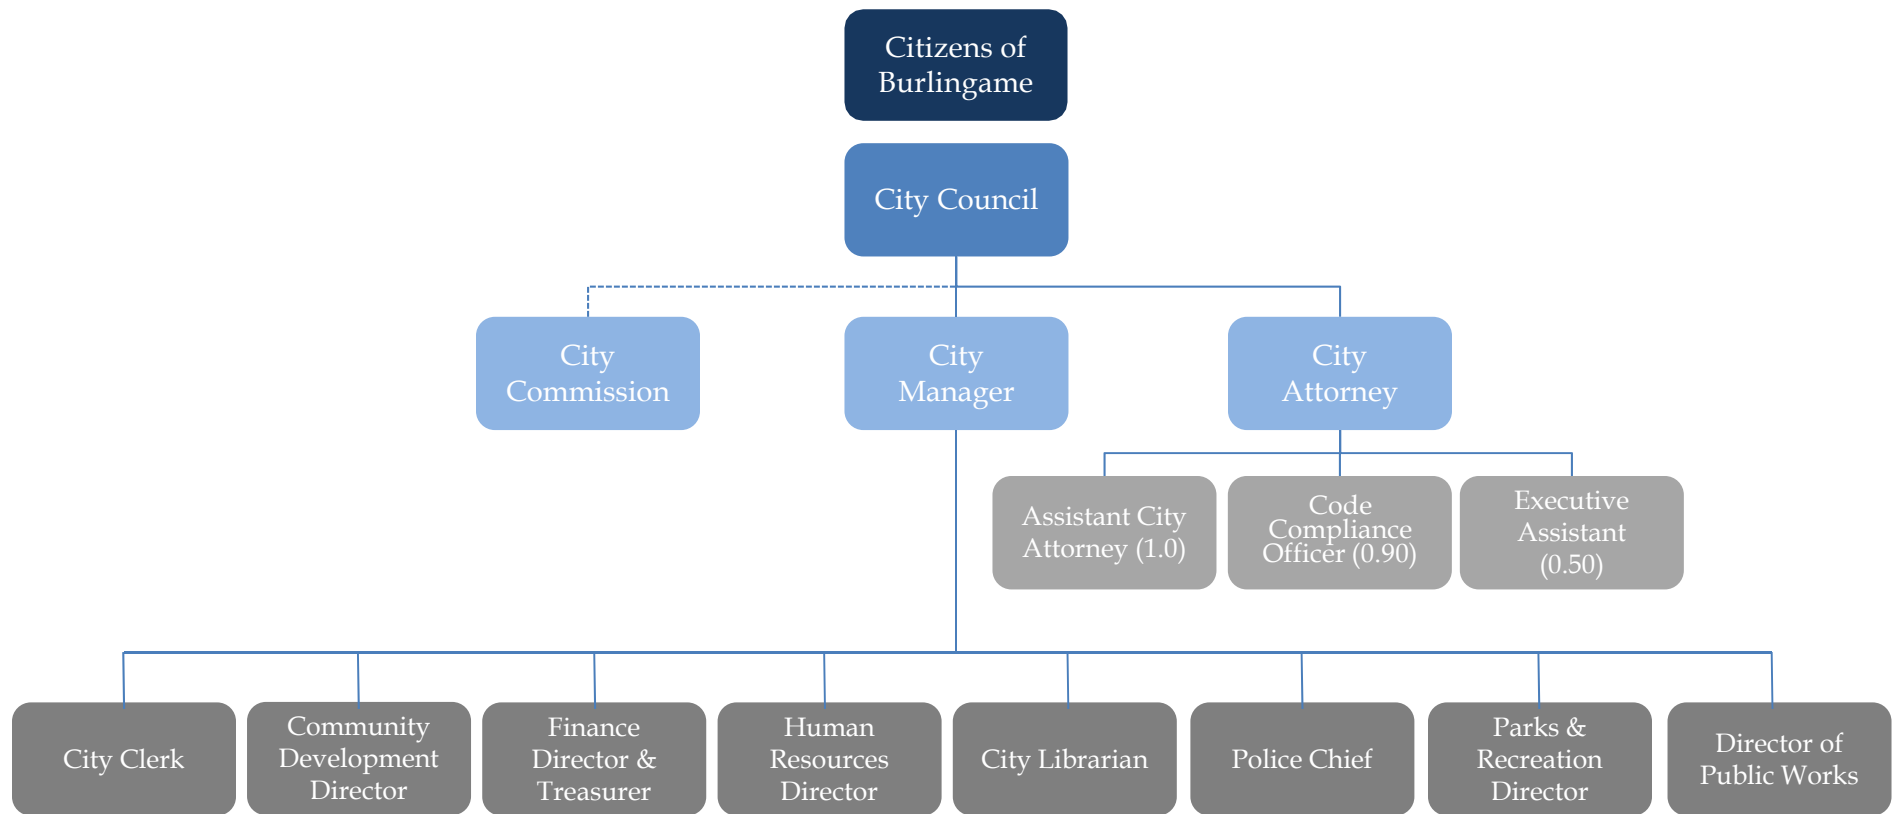 Citizens of
Burlingame
City Council
City
Commission
City
Manager
City
Attorney
Assistant City
Attorney (1.0)
Code
Compliance
Officer (0.90)
Executive
Assistant
(0.50)
City Clerk
Community
Development
Director
Finance
Director &
Treasurer
Human
Resources
Director
City Librarian
Police Chief
Parks &
Recreation
Director
Director of
Public Works